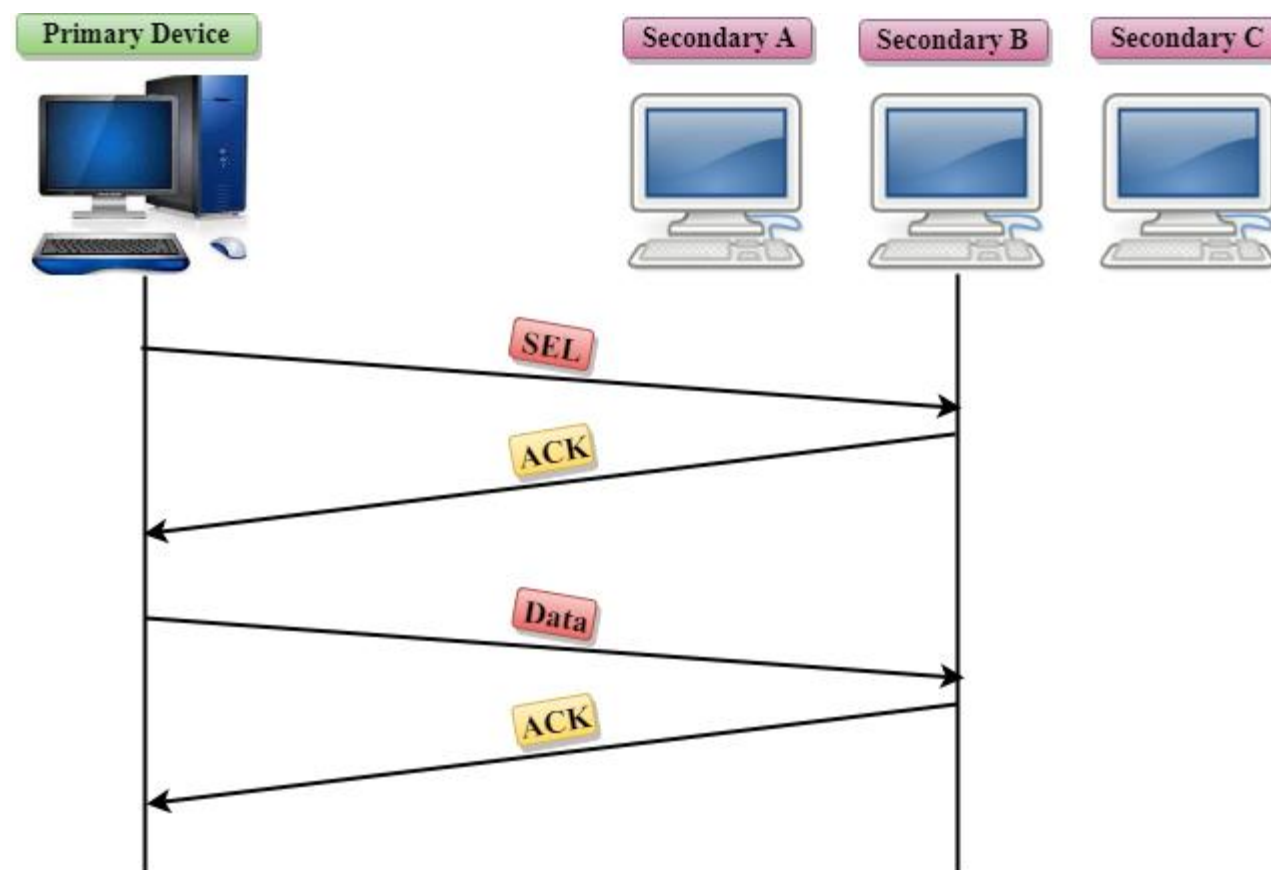 Primary Device
Secondary A
Secondary B
Secondary C
SEL
ACK
Data
ACK